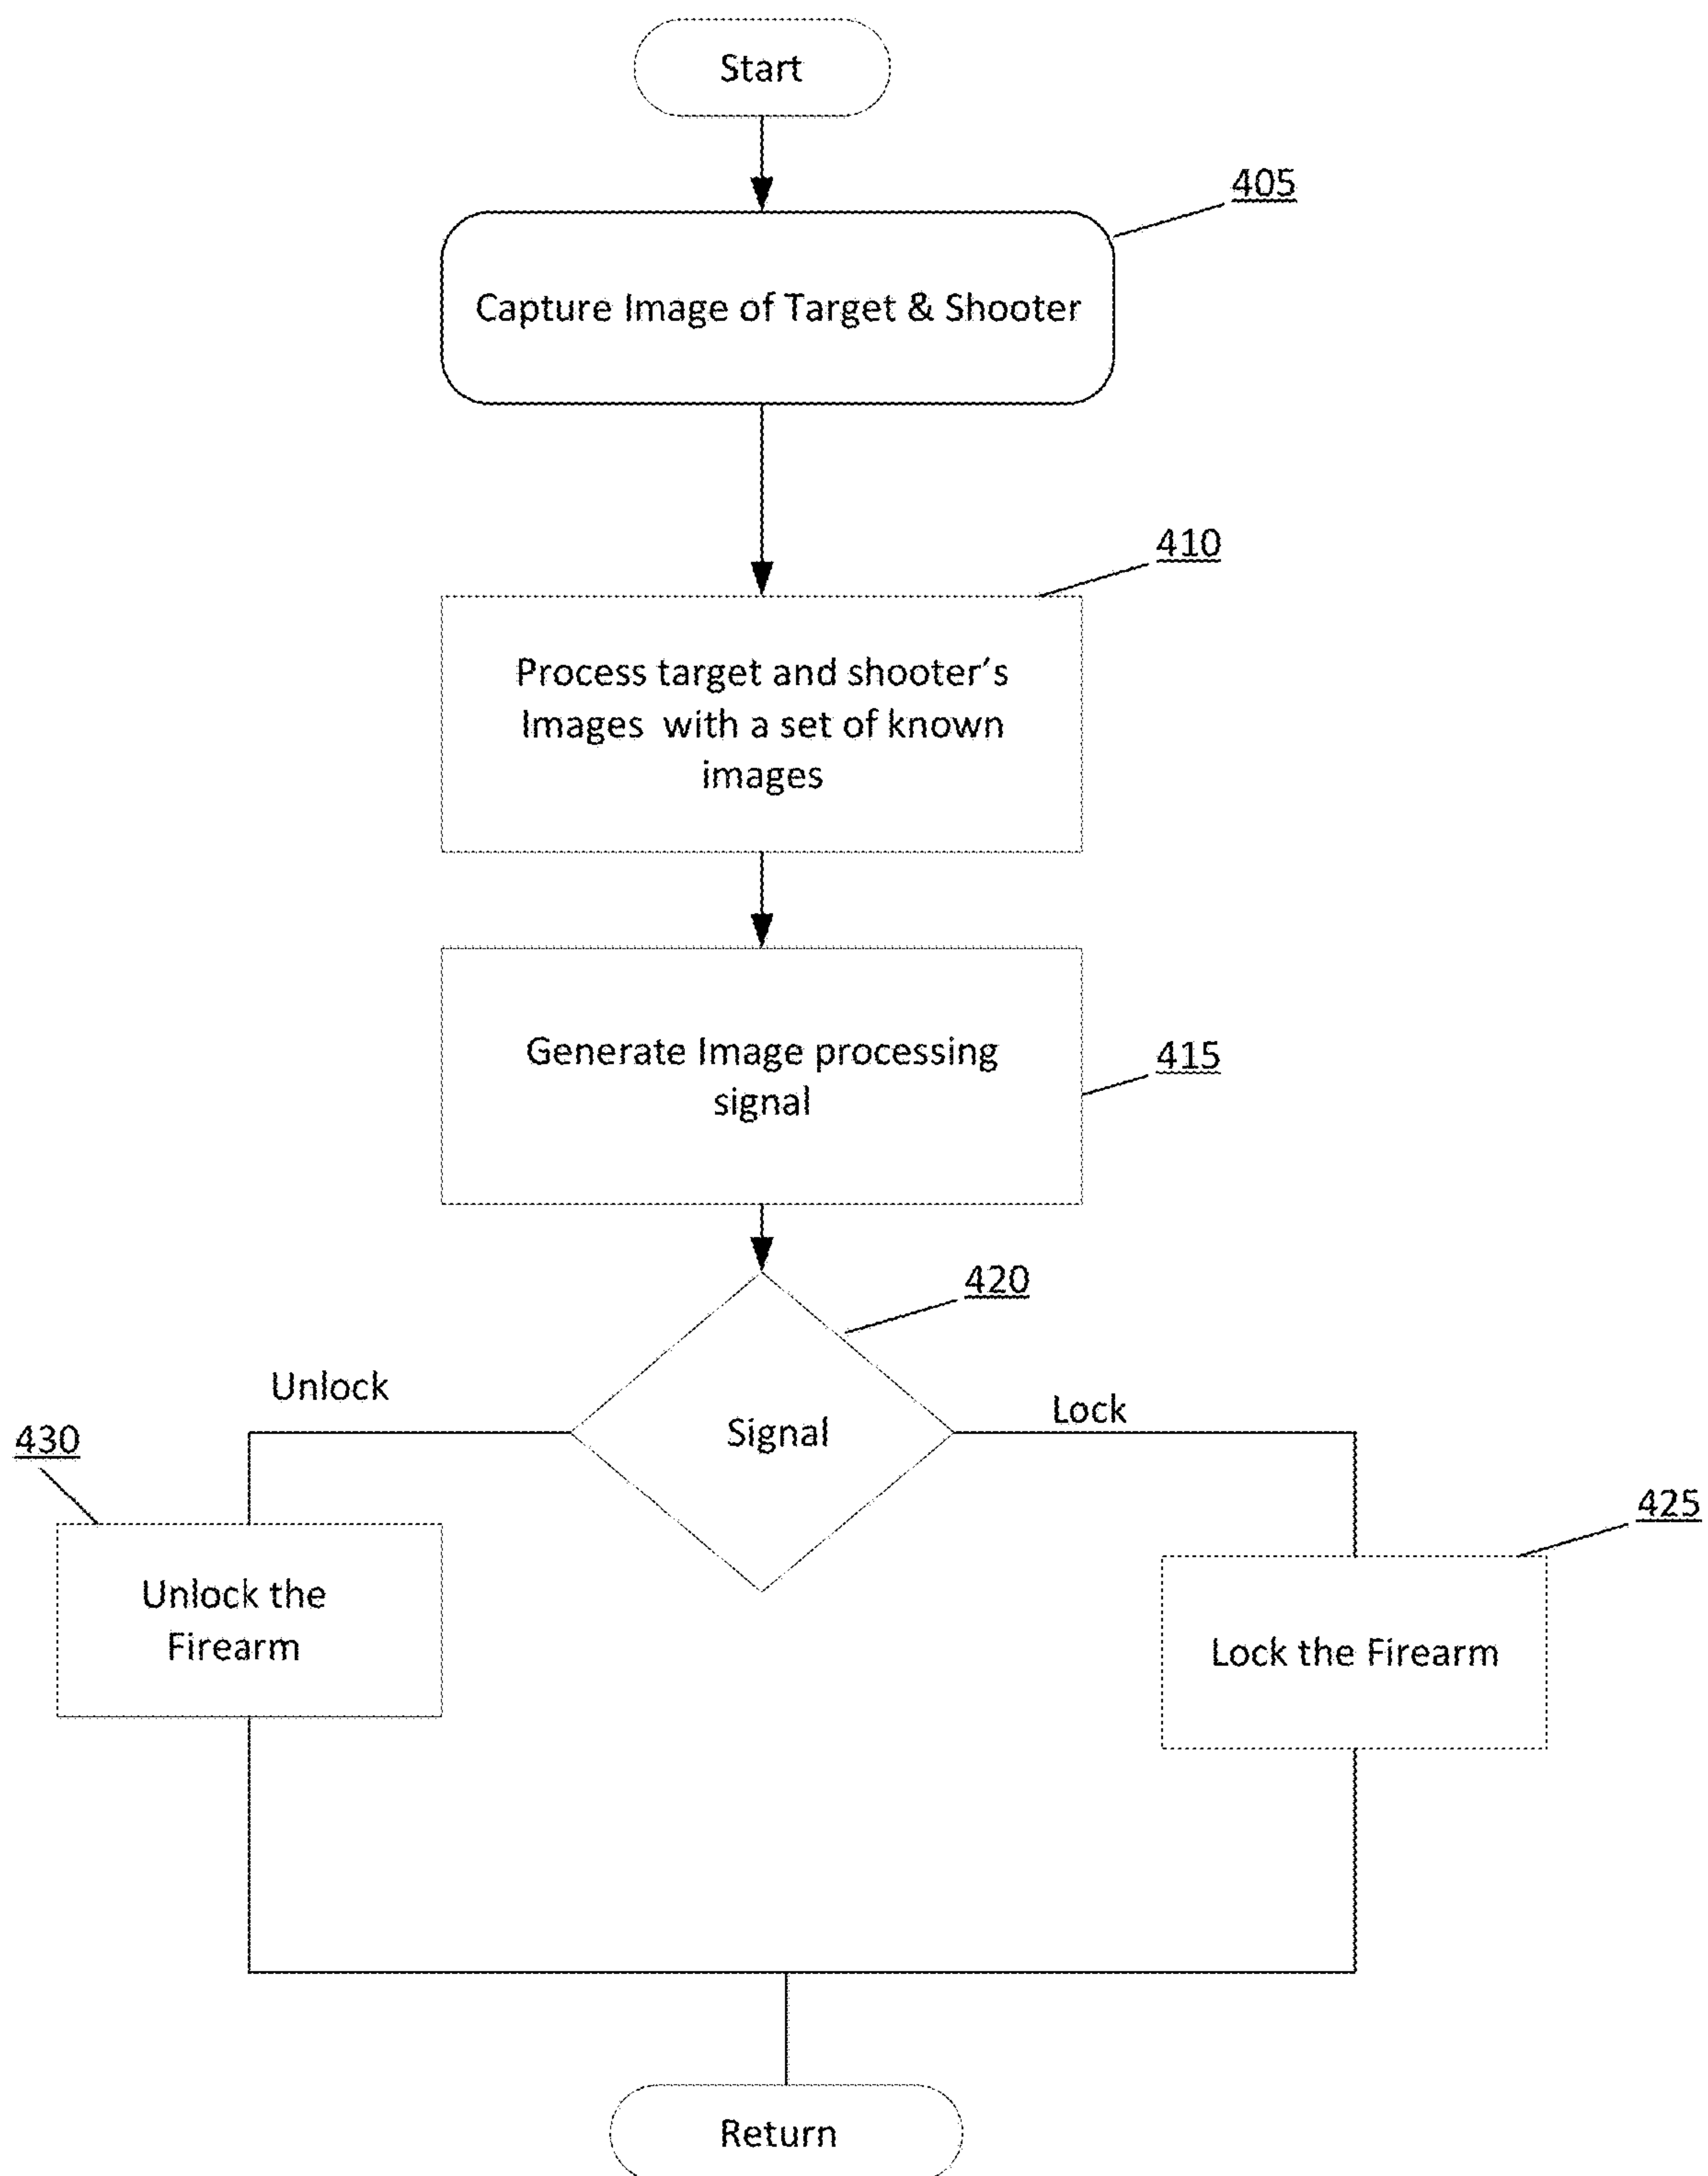 Start
405
Capture Image of Target & Shooter
410
Process target and shooter's
Images with a set of known
images
Generate Image processing
signal
415
420
Unlock
Signal
Lock
430
425
Unlock the
Firearm
Lock the Firearm
Return